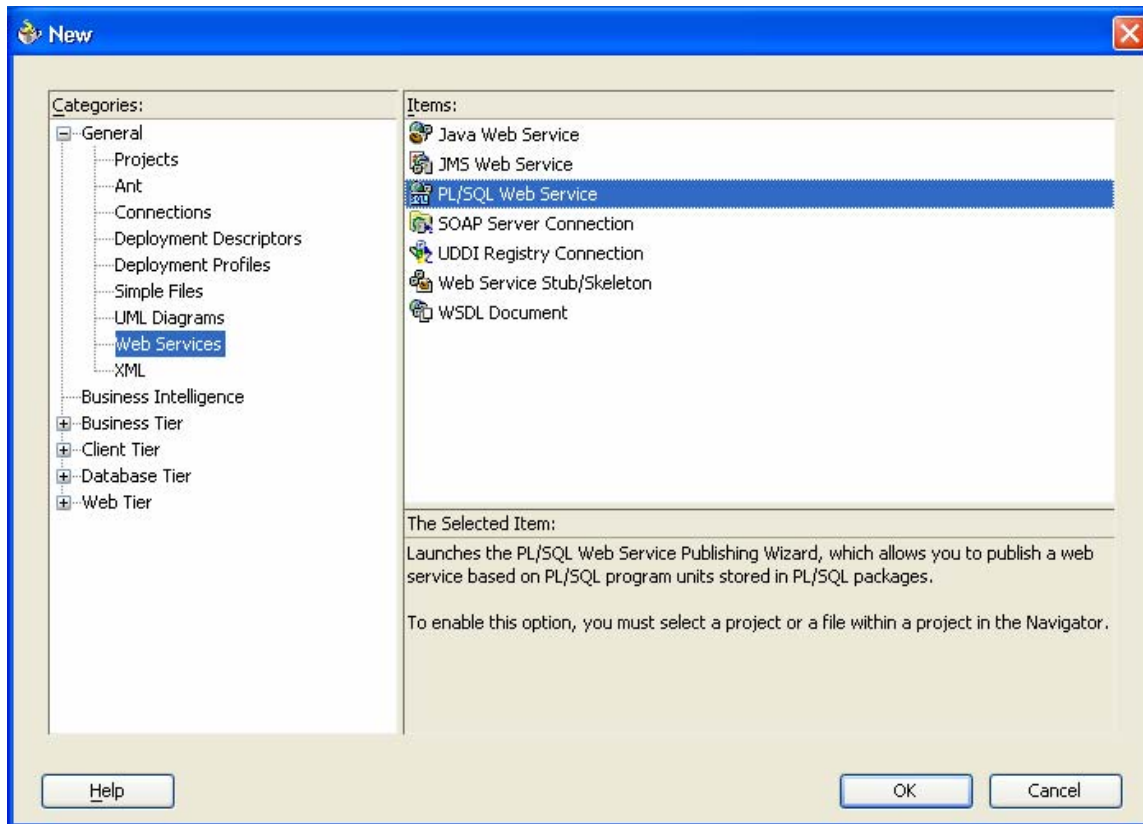 New
Categories:
General
Projects
Ant
Connections
Deployment Descriptors
Deployment Profiles
Simple Files
UML Diagrams
Web Services
XML
Business Intelligence
Business Tier
Client Tier
Database Tier
Web Tier
Items:
Java Web Service
JMS Web Service
PL/SQL Web Service
SOAP Server Connection
UDDI Registry Connection
Web Service Stub/Skeleton
WSDL Document
The Selected Item:
Launches the PL/SQL Web Service Publishing Wizard, which allows you to publish a web
service based on PL/SQL program units stored in PL/SQL packages.
To enable this option, you must select a project or a file within a project in the Navigator.
Help
OK
Cancel